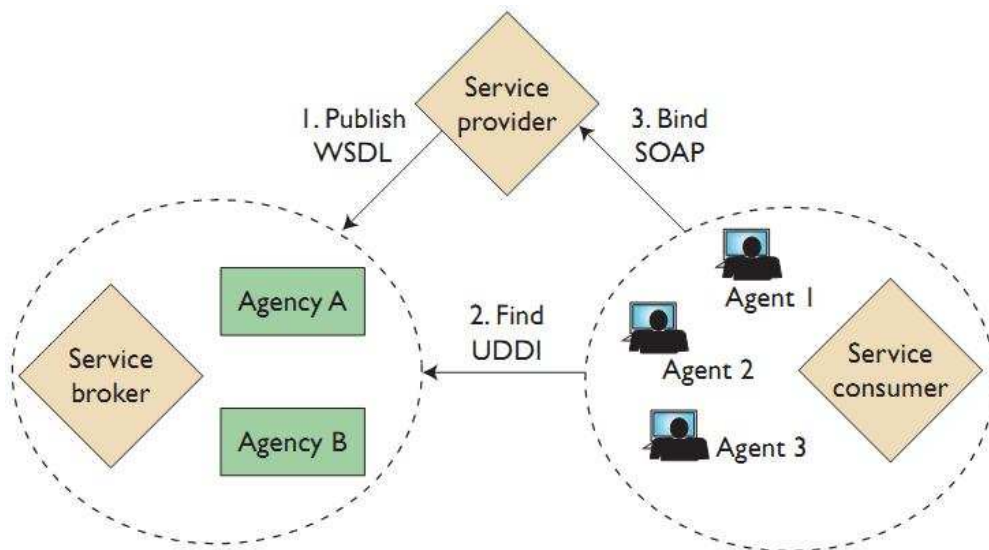 Service
provider
1. Publish
WSDL
3. Bind
SOAP
Agency A
Agent 1
Service
broker
2. Find
UDDI
Agent 2
Service
consumer
Agency B
Agent 3